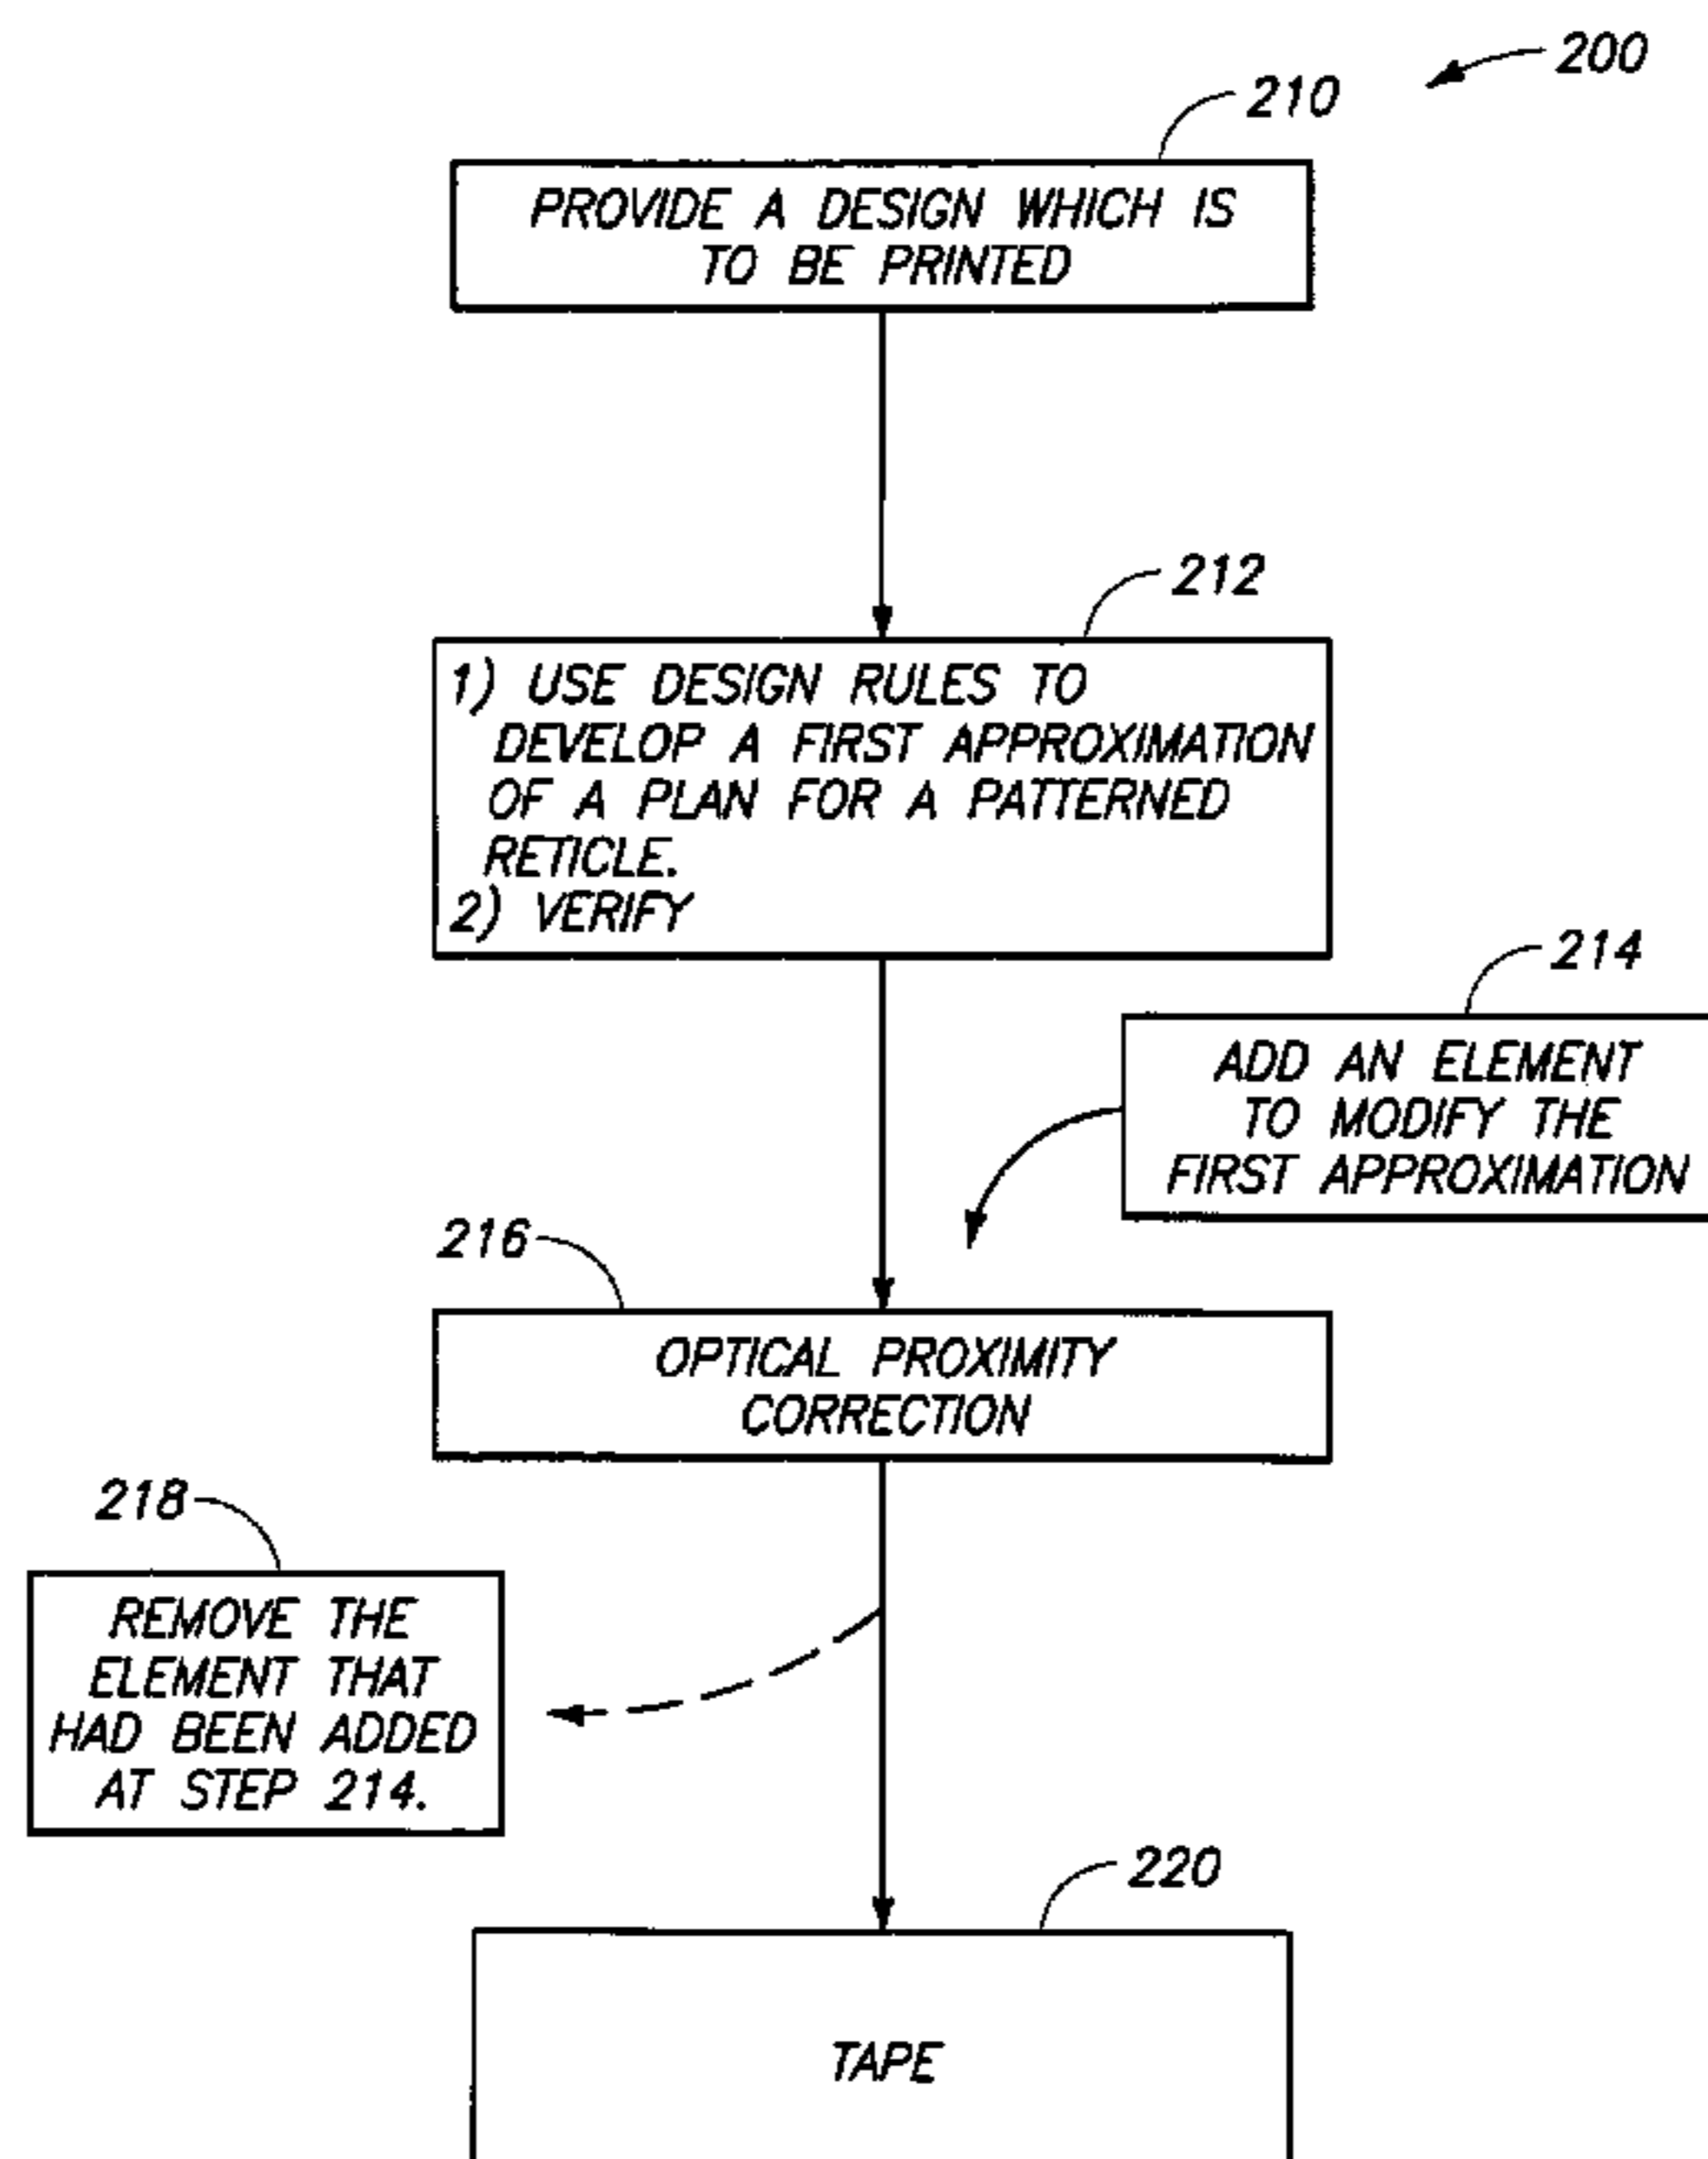 200
210
PROVIDE A DESIGN WHICH IS
TO BE PRINTED
212
1) USE DESIGN RULES TO
DEVELOP A FIRST APPROXIMATION
OF A PLAN FOR A PATTERNED
RETICLE.
2) VERIFY
214
ADD AN ELEMENT
TO MODIFY THE
FIRST APPROXIMATION
216
OPTICAL PROXIMITY
CORRECTION
218
REMOVE THE
ELEMENT THAT
HAD BEEN ADDED
AT STEP 214.
220
TAPE